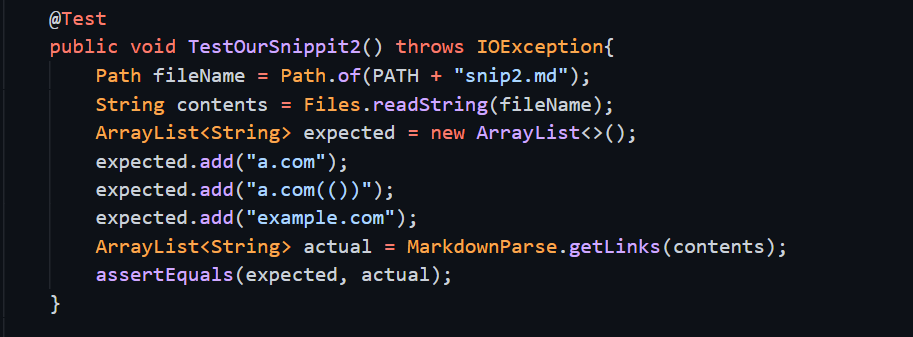 @Test
public void TestOurSnippit2() throws IOException{
Path fileName = Path.of(PATH + "snip2.md");
String contents = Files.readString(fileName);
ArrayList<String> expected = new ArrayList<>();
expected.add("a.com");
expected.add("a.com(())");
expected.add("example.com");
ArrayList<String> actual = MarkdownParse.getLinks(contents);
assertEquals(expected, actual);
}